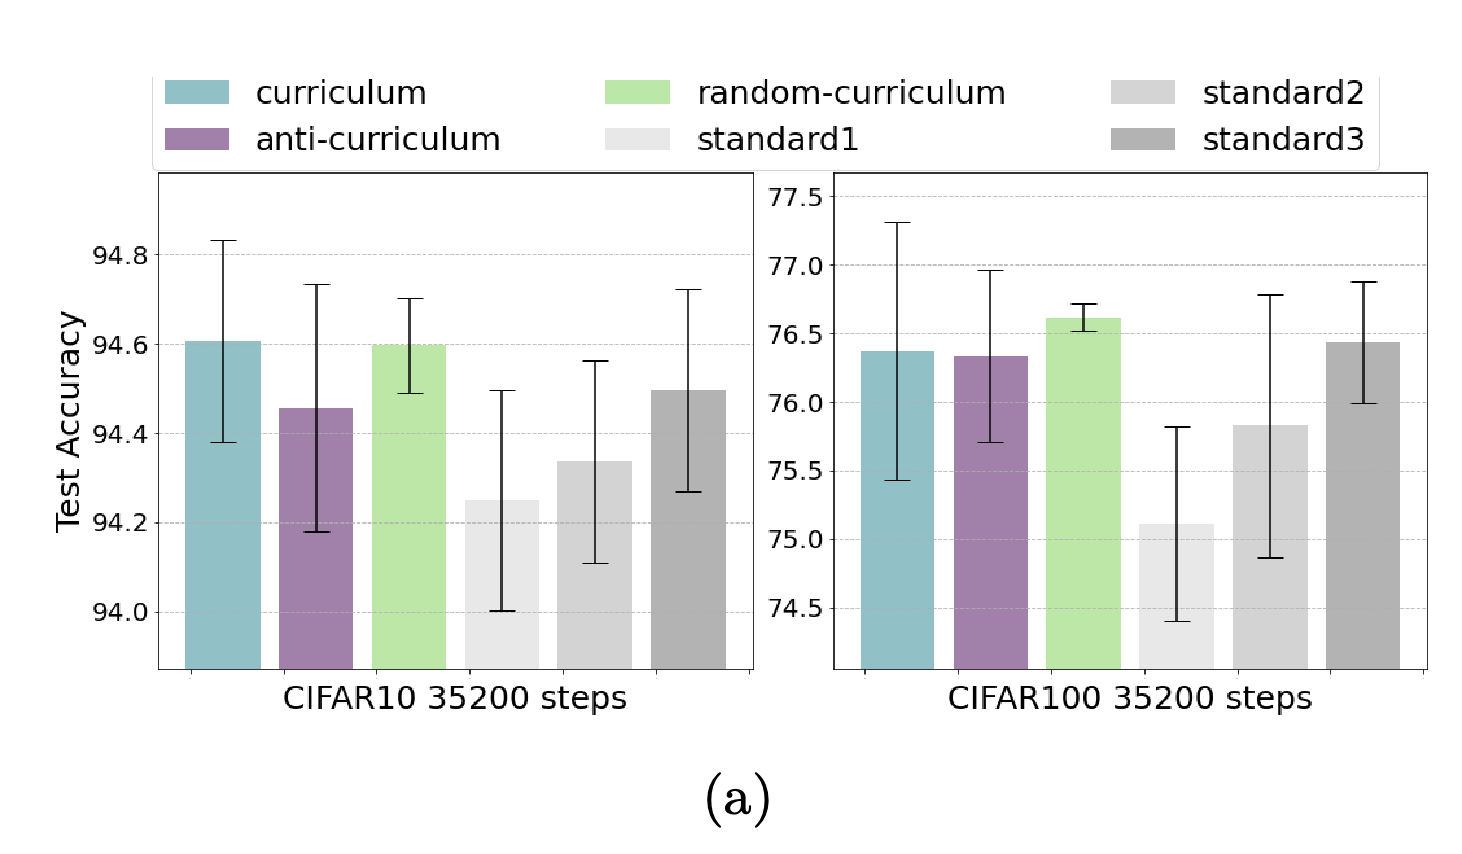 curriculum random-curriculum standard2
anti-curriculum standard1 standard3
Test Accuracy
94.8
94.6
94.4
94.2
94.0
CIFAR10 35200 steps
77.5
77.0
76.5
76.0
75.5
75.0
74.5
CIFAR100 35200 steps
(a)